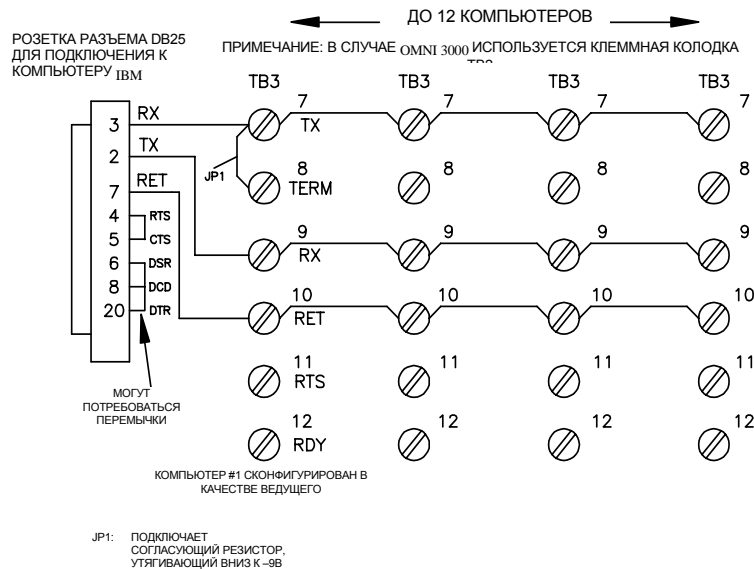 ДО 12 КОМПЬЮТЕРОВ
РОЗЕТКА РАЗЪЕМА DB25
ДЛЯ ПОДКЛЮЧЕНИЯ К
КОМПЬЮТЕРУ IBM
ПРИМЕЧАНИЕ: В СЛУЧАЕ OMNI 3000 ИСПОЛЬЗУЕТСЯ КЛЕММНАЯ КОЛОДКА
TB3 TB3 TB3 TB3
3 RX 7 TX 7 7 7
2 TX
JP1 8 TERM 8 8 8
7 RET
4 RTS
5 CTS
9 RX 9 9 9
6 DSR
8 DCD
20 DTR
10 RET 10 10 10
11 RTS 11 11 11
МОГУТ
ПОТРЕБОВАТЬСЯ
ПЕРЕМЫЧКИ
12 RDY 12 12 12
КОМПЬЮТЕР #1 СКОНФИГУРИРОВАН В
КАЧЕСТВЕ ВЕДУЩЕГО
JP1: ПОДКЛЮЧАЕТ
СОГЛАСУЮЩИЙ РЕЗИСТОР,
УТЯГИВАЮЩИЙ ВНИЗ К –9В